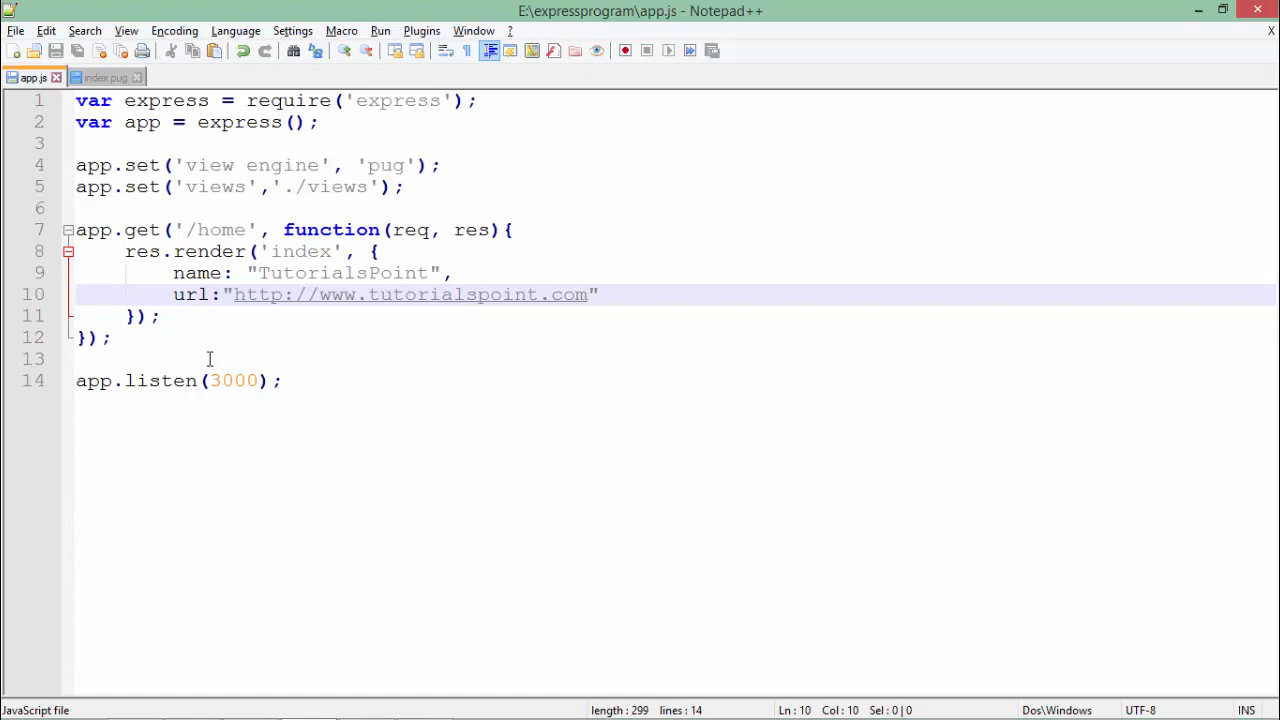 E:\expressprogram\app.js - Notepad++
File Edit Search View Encoding Language Settings Macro Run Plugins Window ? X
app.js index.pug
1 var express = require('express');
2 var app = express();
3
4 app.set('view engine', 'pug');
5 app.set('views','./views');
6
7 app.get('/home', function(req, res){
8 res.render('index', {
9 name: "TutorialsPoint",
10 url:"http://www.tutorialspoint.com"
11 });
12 });
13
14 app.listen(3000);
JavaScript file length : 299 lines : 14 Ln : 10 Col : 10 Sel : 0 | 0 Dos\Windows UTF-8 INS